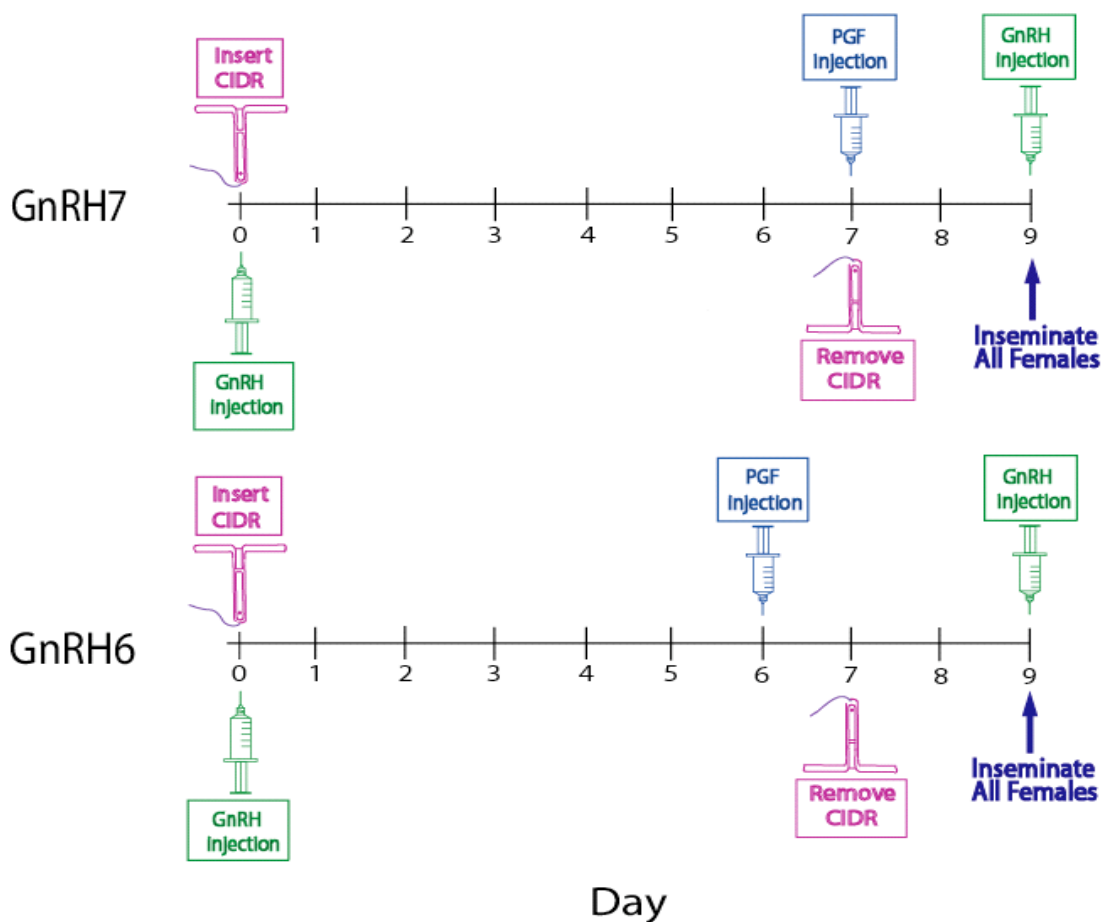 Insert
CIDR
PGF
Injection
GnRH
Injection
GnRH7
0 1 2 3 4 5 6 7 8 9
GnRH
Injection
Remove
CIDR
Inseminate
All Females
Insert
CIDR
PGF
Injection
GnRH
Injection
GnRH6
0 1 2 3 4 5 6 7 8 9
GnRH
Injection
Remove
CIDR
Inseminate
All Females
Day